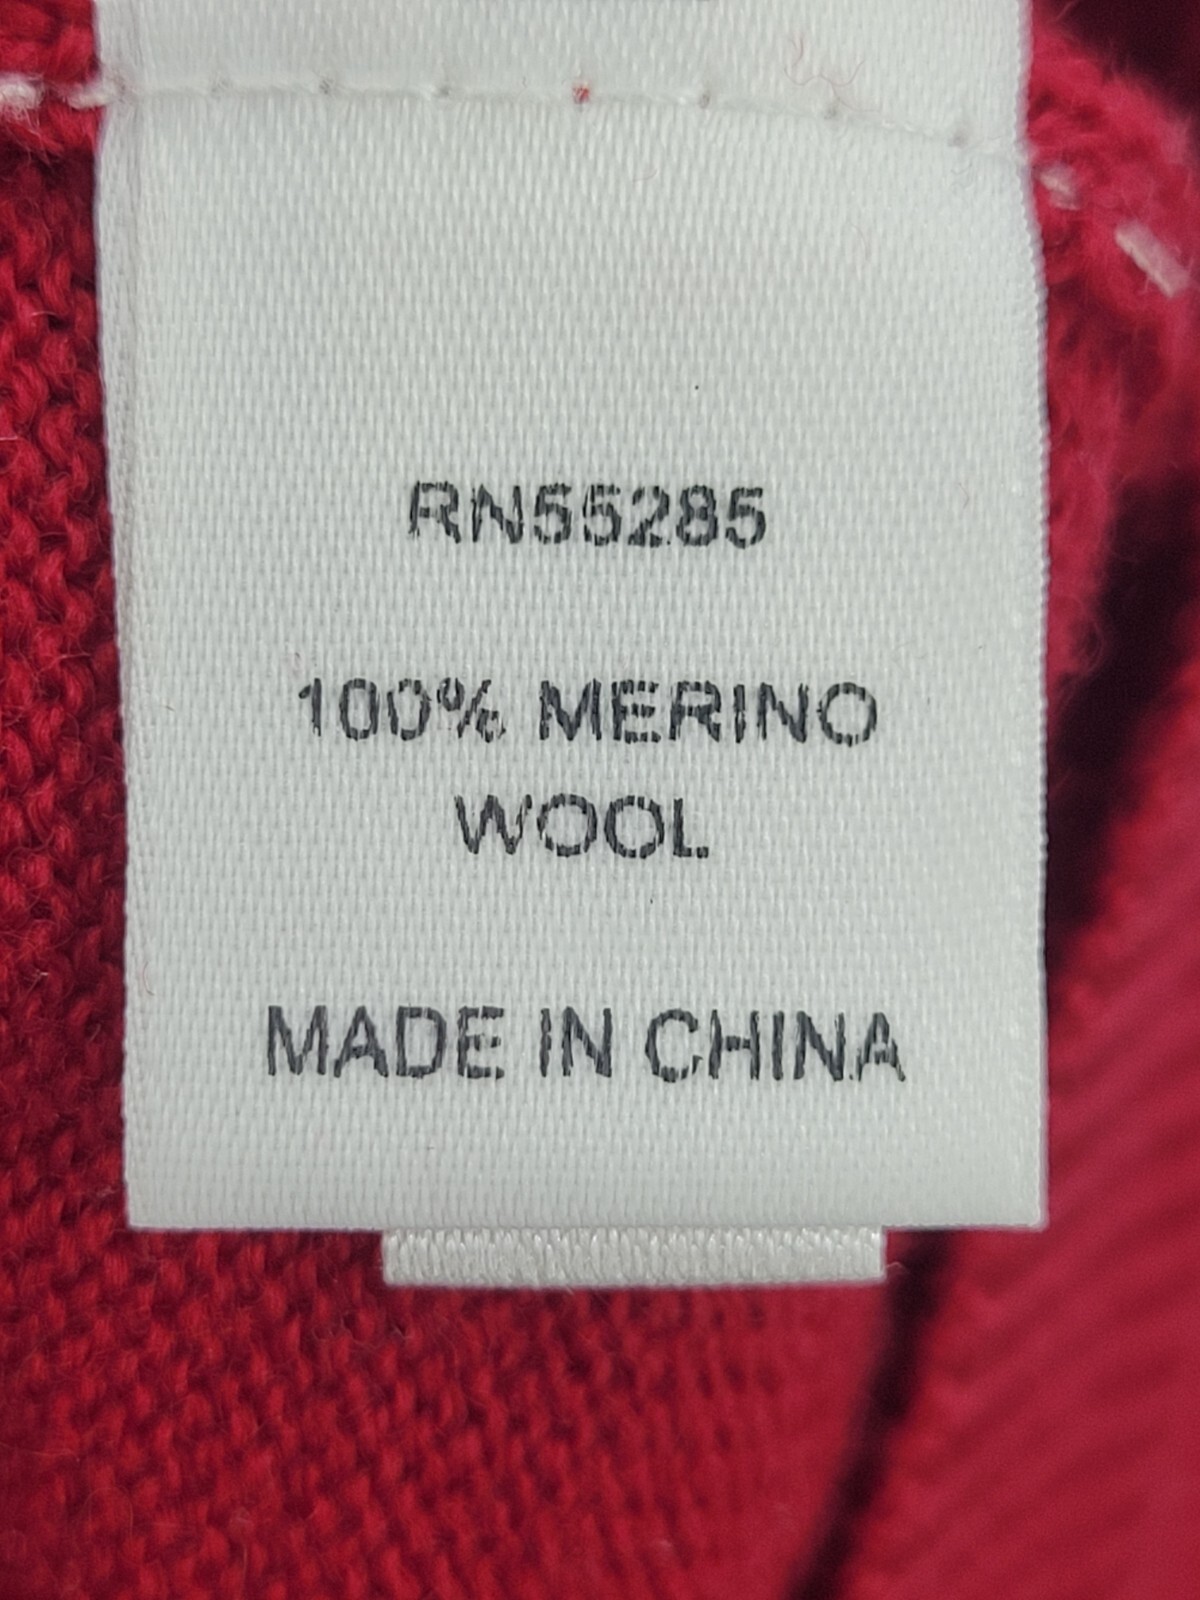 RN55285
100% MERINO
WOOL
MADE IN CHINA